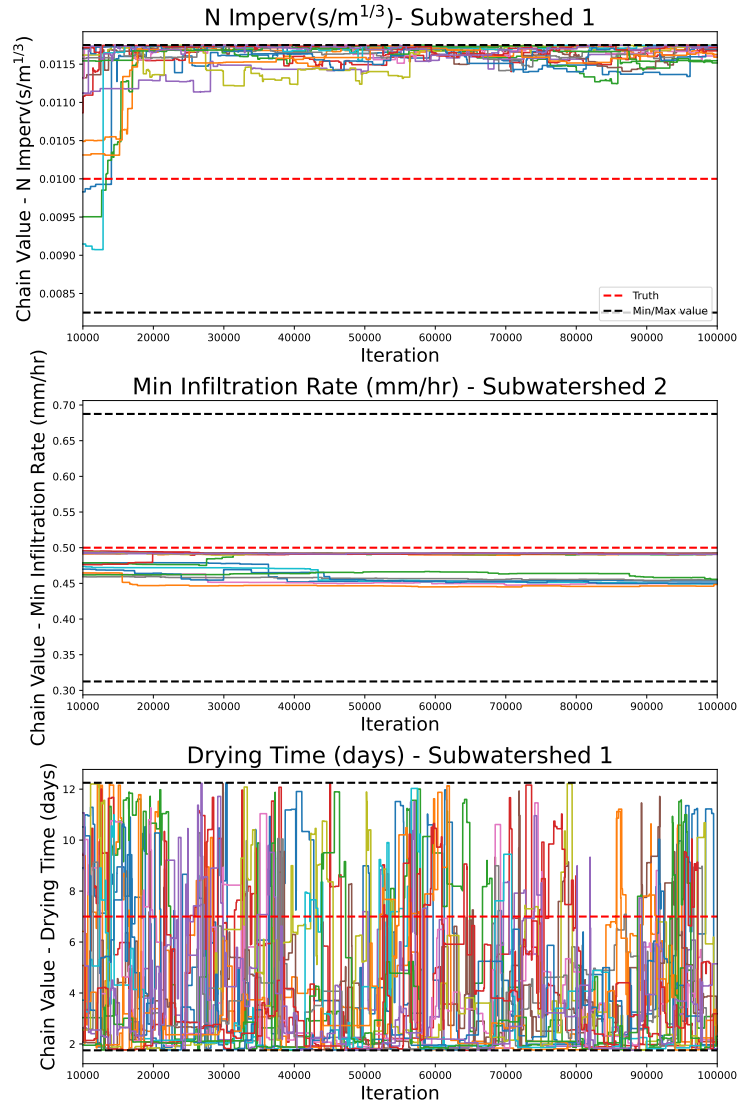 N Imperv(s/m^{1/3})- Subwatershed 1
Chain Value - N Imperv(s/m^{1/3})
0.0115
0.0110
0.0105
0.0100
0.0095
0.0090
0.0085
Truth
Min/Max value
10000 20000 30000 40000 50000 60000 70000 80000 90000 100000
Iteration
Min Infiltration Rate (mm/hr) - Subwatershed 2
Chain Value - Min Infiltration Rate (mm/hr)
0.70
0.65
0.60
0.55
0.50
0.45
0.40
0.35
0.30
10000 20000 30000 40000 50000 60000 70000 80000 90000 100000
Iteration
Drying Time (days) - Subwatershed 1
Chain Value - Drying Time (days)
12
10
8
6
4
2
10000 20000 30000 40000 50000 60000 70000 80000 90000 100000
Iteration